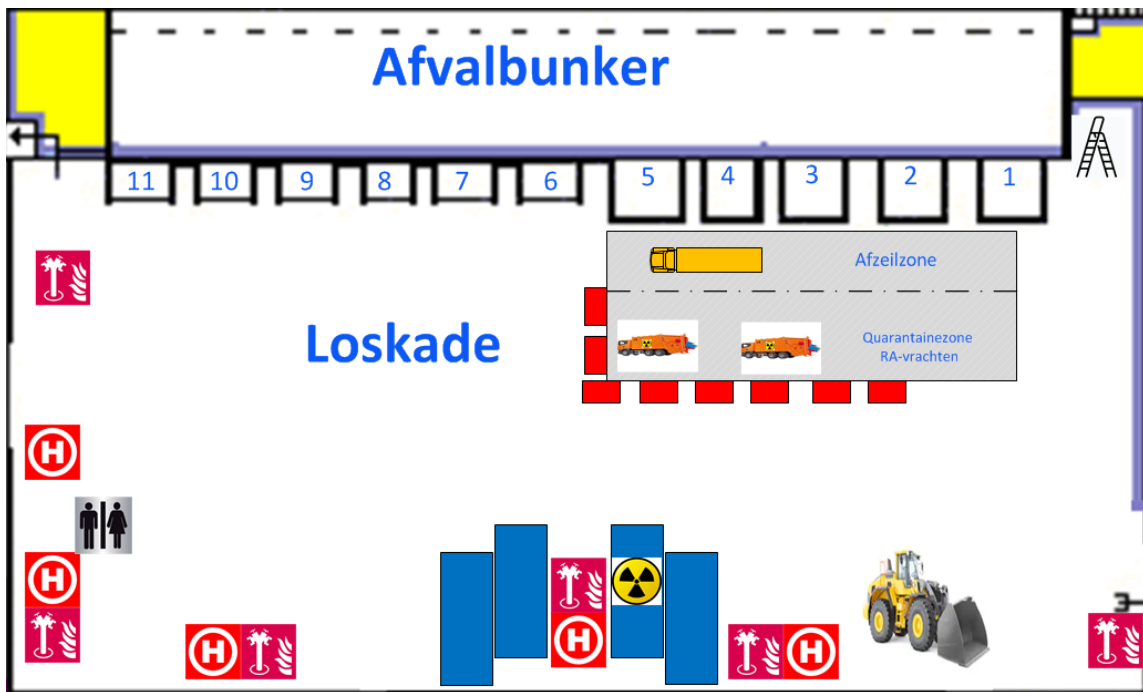 Afvalbunker
11 10 9 8 7 6 5 4 3 2 1
Afzeilzone
Loskade
Quarantainezone
RA-vrachten
H
H
H
H
H